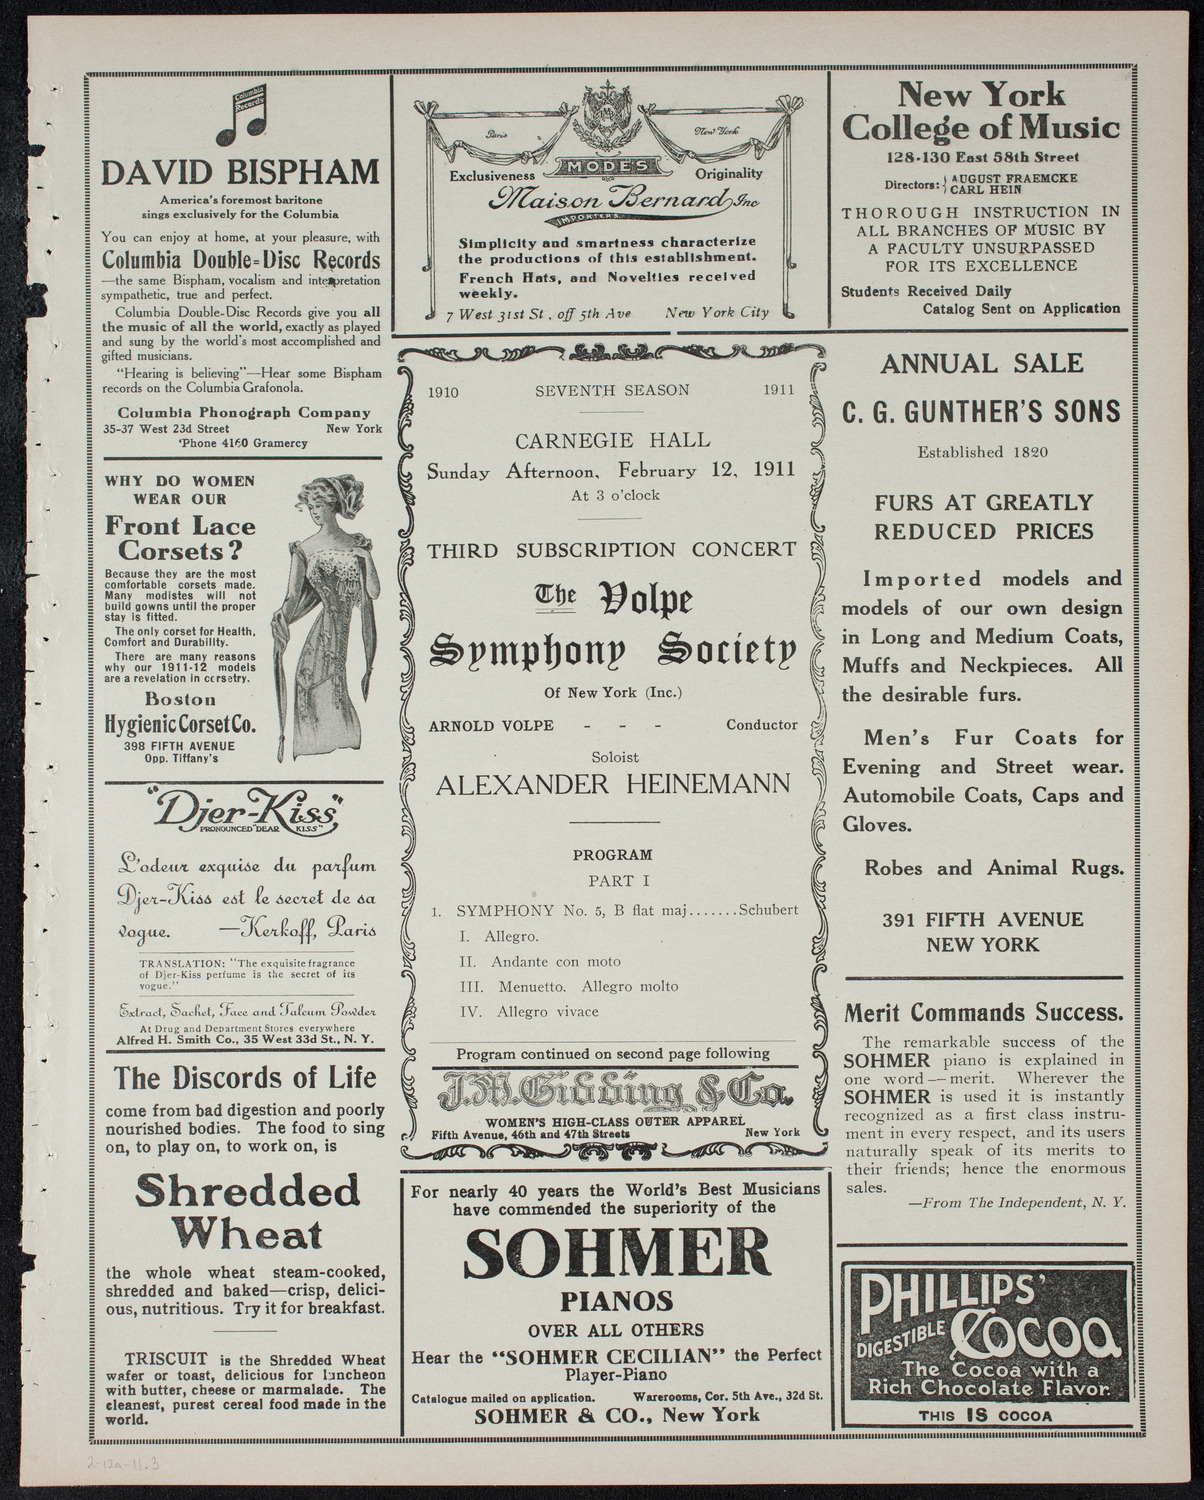 Columbia
Records
DAVID BISPHAM
America's foremost baritone
sings exclusively for the Columbia
You can enjoy at home, at your pleasure, with
Columbia Double=Disc Records
—the same Bispham, vocalism and interpretation
sympathetic, true and perfect.
Columbia Double-Disc Records give you all
the music of all the world, exactly as played
and sung by the world's most accomplished and
gifted musicians.
"Hearing is believing"—Hear some Bispham
records on the Columbia Grafonola.
Columbia Phonograph Company
35-37 West 23d Street New York
'Phone 4160 Gramercy
WHY DO WOMEN
WEAR OUR
Front Lace
Corsets?
Because they are the most
comfortable corsets made.
Many modistes will not
build gowns until the proper
stay is fitted.
The only corset for Health,
Comfort and Durability.
There are many reasons
why our 1911-12 models
are a revelation in corsetry.
Boston
Hygienic Corset Co.
398 FIFTH AVENUE
Opp. Tiffany's
"Djer-Kiss"
PRONOUNCED "DEAR KISS"
L'odeur exquise du parfum
Djer-Kiss est le secret de sa
vogue. —Kerkoff, Paris
TRANSLATION: "The exquisite fragrance
of Djer-Kiss perfume is the secret of its
vogue."
Extract, Sachet, Face and Talcum Powder
At Drug and Department Stores everywhere
Alfred H. Smith Co., 35 West 33d St., N. Y.
The Discords of Life
come from bad digestion and poorly
nourished bodies. The food to sing
on, to play on, to work on, is
Shredded
Wheat
the whole wheat steam-cooked,
shredded and baked—crisp, delici-
ous, nutritious. Try it for breakfast.
TRISCUIT is the Shredded Wheat
wafer or toast, delicious for luncheon
with butter, cheese or marmalade. The
cleanest, purest cereal food made in the
world.
Paris New York
MODES
Exclusiveness Originality
Maison Bernard Inc
IMPORTERS
Simplicity and smartness characterize
the productions of this establishment.
French Hats, and Novelties received
weekly.
7 West 31st St, off 5th Ave New York City
1910 SEVENTH SEASON 1911
CARNEGIE HALL
Sunday Afternoon, February 12, 1911
At 3 o'clock
THIRD SUBSCRIPTION CONCERT
The Volpe
Symphony Society
Of New York (Inc.)
ARNOLD VOLPE - - - Conductor
Soloist
ALEXANDER HEINEMANN
PROGRAM
PART I
1. SYMPHONY No. 5, B flat maj.......Schubert
I. Allegro.
II. Andante con moto
III. Menuetto. Allegro molto
IV. Allegro vivace
Program continued on second page following
J.M.Gidding & Co.
WOMEN'S HIGH-CLASS OUTER APPAREL
Fifth Avenue, 46th and 47th Streets New York
For nearly 40 years the World's Best Musicians
have commended the superiority of the
SOHMER
PIANOS
OVER ALL OTHERS
Hear the "SOHMER CECILIAN" the Perfect
Player-Piano
Catalogue mailed on application. Warerooms, Cor. 5th Ave., 32d St.
SOHMER & CO., New York
New York
College of Music
128-130 East 58th Street
Directors: { AUGUST FRAEMCKE
CARL HEIN
THOROUGH INSTRUCTION IN
ALL BRANCHES OF MUSIC BY
A FACULTY UNSURPASSED
FOR ITS EXCELLENCE
Students Received Daily
Catalog Sent on Application
ANNUAL SALE
C. G. GUNTHER'S SONS
Established 1820
FURS AT GREATLY
REDUCED PRICES
Imported models and
models of our own design
in Long and Medium Coats,
Muffs and Neckpieces. All
the desirable furs.
Men's Fur Coats for
Evening and Street wear.
Automobile Coats, Caps and
Gloves.
Robes and Animal Rugs.
391 FIFTH AVENUE
NEW YORK
Merit Commands Success.
The remarkable success of the
SOHMER piano is explained in
one word—merit. Wherever the
SOHMER is used it is instantly
recognized as a first class instru-
ment in every respect, and its users
naturally speak of its merits to
their friends; hence the enormous
sales.
—From The Independent, N. Y.
PHILLIPS'
DIGESTIBLE COCOA
The Cocoa with a
Rich Chocolate Flavor.
THIS IS COCOA
2-12a-11.3